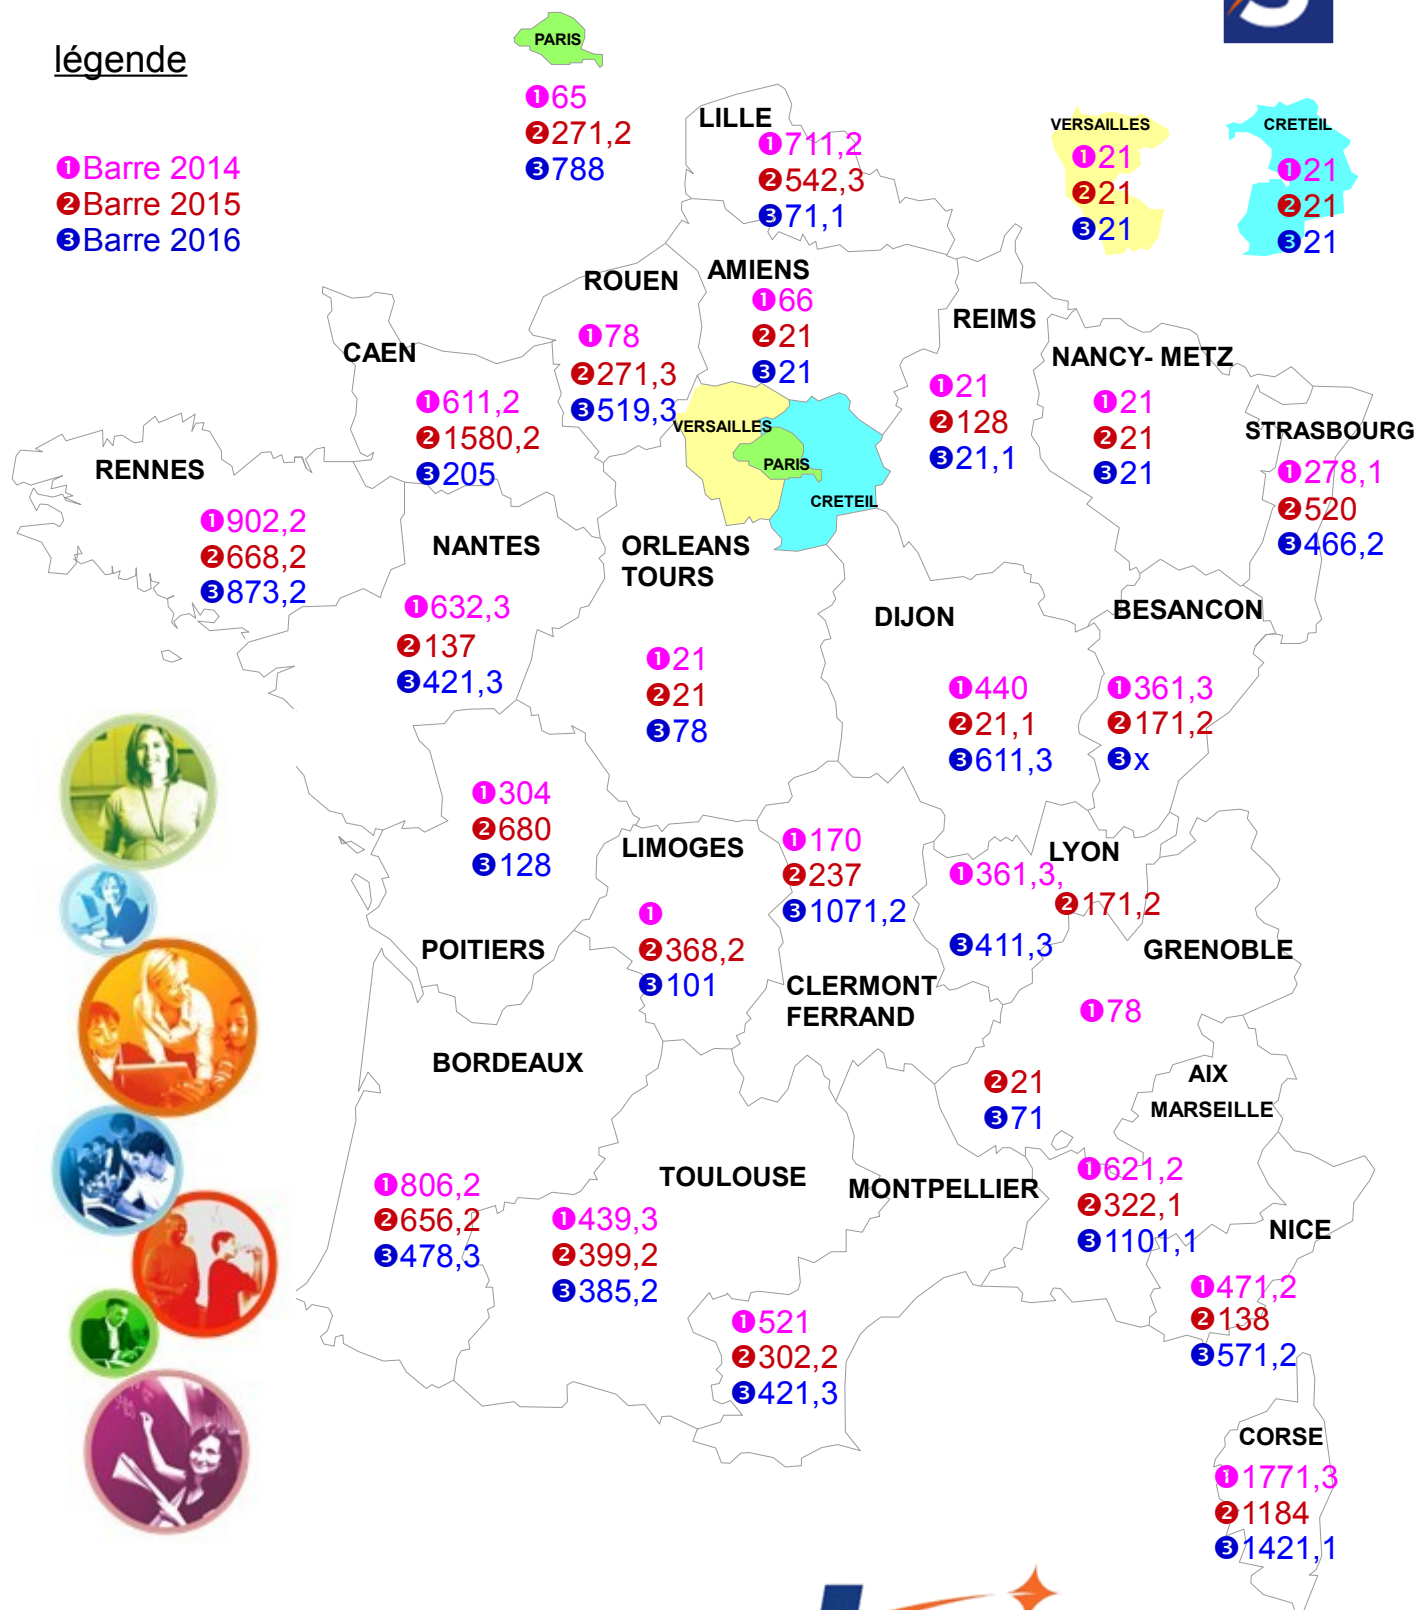 légende
❶Barre 2014
❷Barre 2015
❸Barre 2016
PARIS
❶65
❷271,2
❸788
LILLE
❶711,2
❷542,3
❸71,1
VERSAILLES
❶21
❷21
❸21
CRETEIL
❶21
❷21
❸21
ROUEN
❶78
❷271,3
❸519,3
AMIENS
❶66
❷21
❸21
REIMS
❶21
❷128
❸21,1
NANCY- METZ
❶21
❷21
❸21
STRASBOURG
❶278,1
❷520
❸466,2
CAEN
❶611,2
❷1580,2
❸205
VERSAILLES
PARIS
CRETEIL
RENNES
❶902,2
❷668,2
❸873,2
NANTES
❶632,3
❷137
❸421,3
ORLEANS
TOURS
❶21
❷21
❸78
DIJON
❶440
❷21,1
❸611,3
BESANCON
❶361,3
❷171,2
❸x
❶304
❷680
❸128
POITIERS
LIMOGES
❶
❷368,2
❸101
❶170
❷237
❸1071,2
CLERMONT
FERRAND
LYON
❶361,3,
❷171,2
❸411,3
GRENOBLE
❶78
❷21
❸71
BORDEAUX
❶806,2
❷656,2
❸478,3
TOULOUSE
❶439,3
❷399,2
❸385,2
MONTPELLIER
❶521
❷302,2
❸421,3
AIX
MARSEILLE
❶621,2
❷322,1
❸1101,1
NICE
❶471,2
❷138
❸571,2
CORSE
❶1771,3
❷1184
❸1421,1